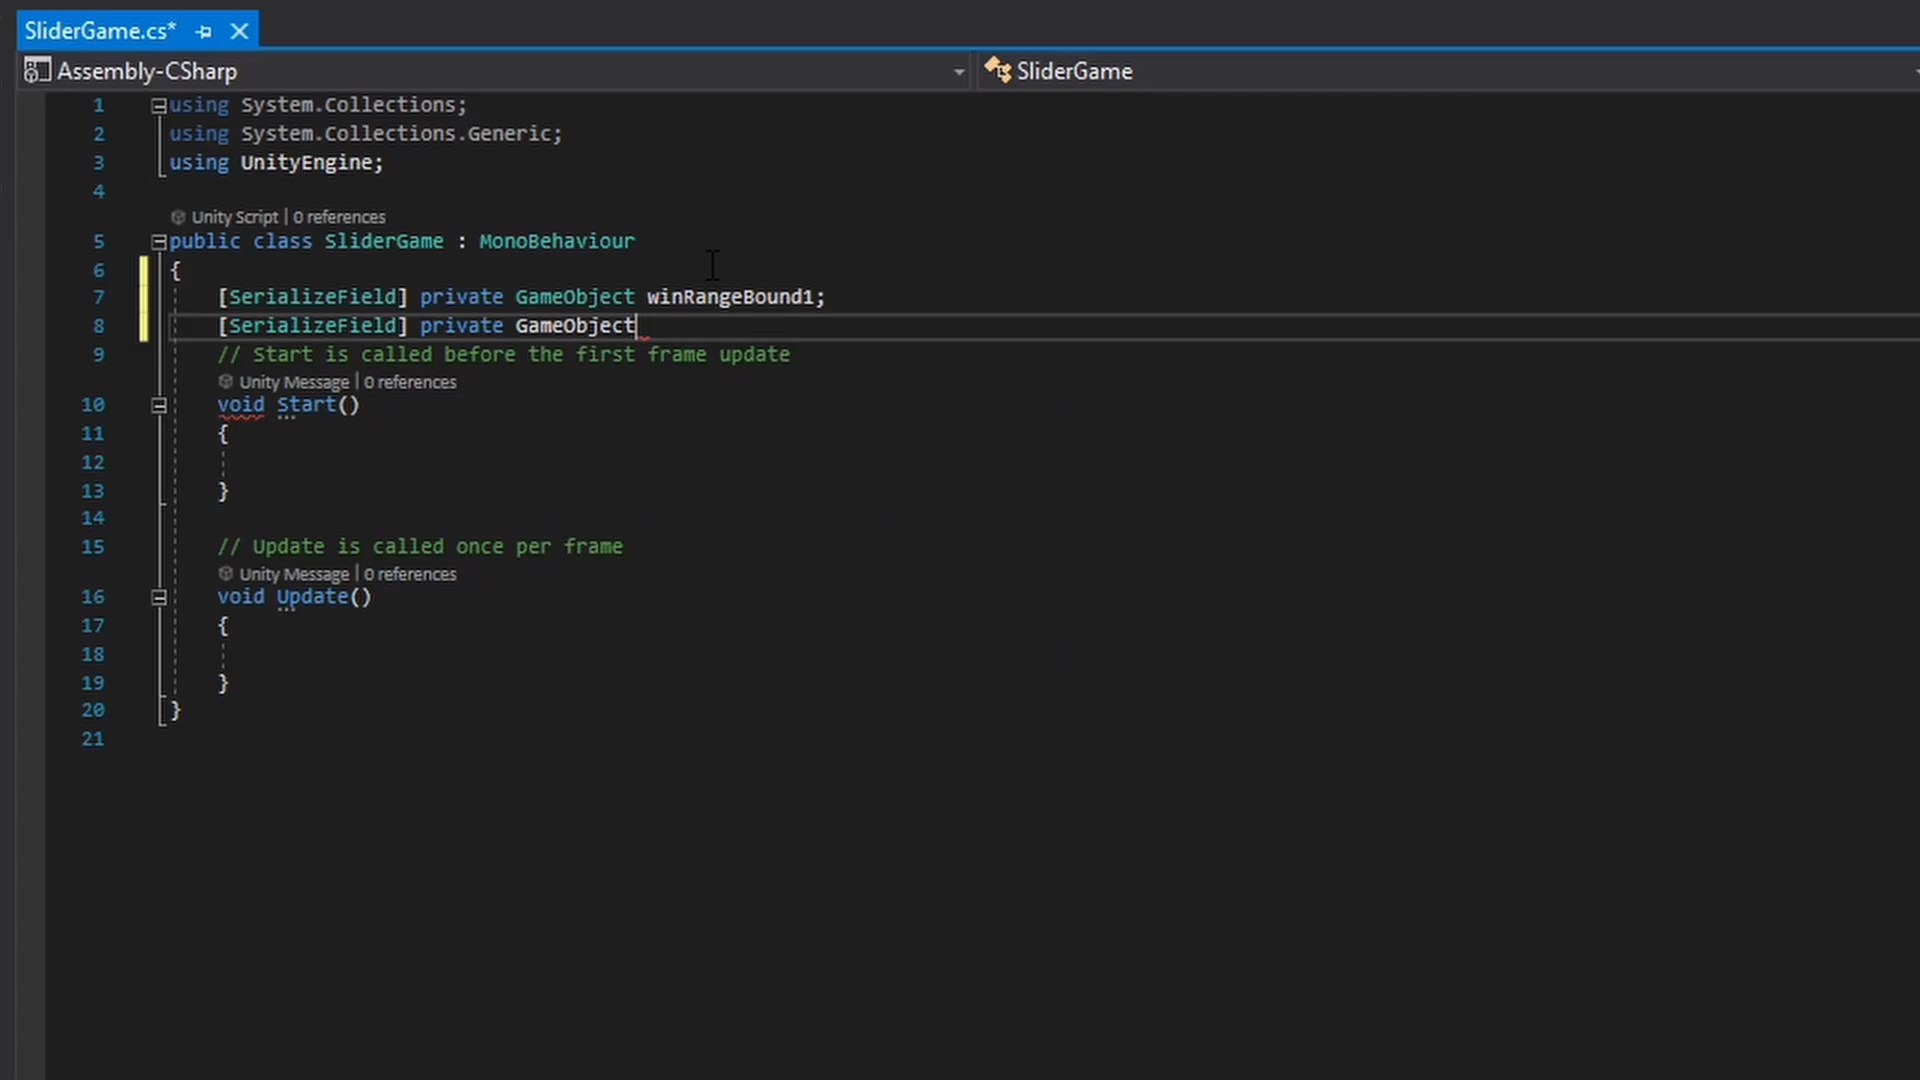 SliderGame.cs*
Assembly-CSharp SliderGame
1 using System.Collections;
2 using System.Collections.Generic;
3 using UnityEngine;
4
Unity Script | 0 references
5 public class SliderGame : MonoBehaviour
6 {
7 [SerializeField] private GameObject winRangeBound1;
8 [SerializeField] private GameObject
9 // Start is called before the first frame update
Unity Message | 0 references
10 void Start()
11 {
12
13 }
14
15 // Update is called once per frame
Unity Message | 0 references
16 void Update()
17 {
18
19 }
20 }
21